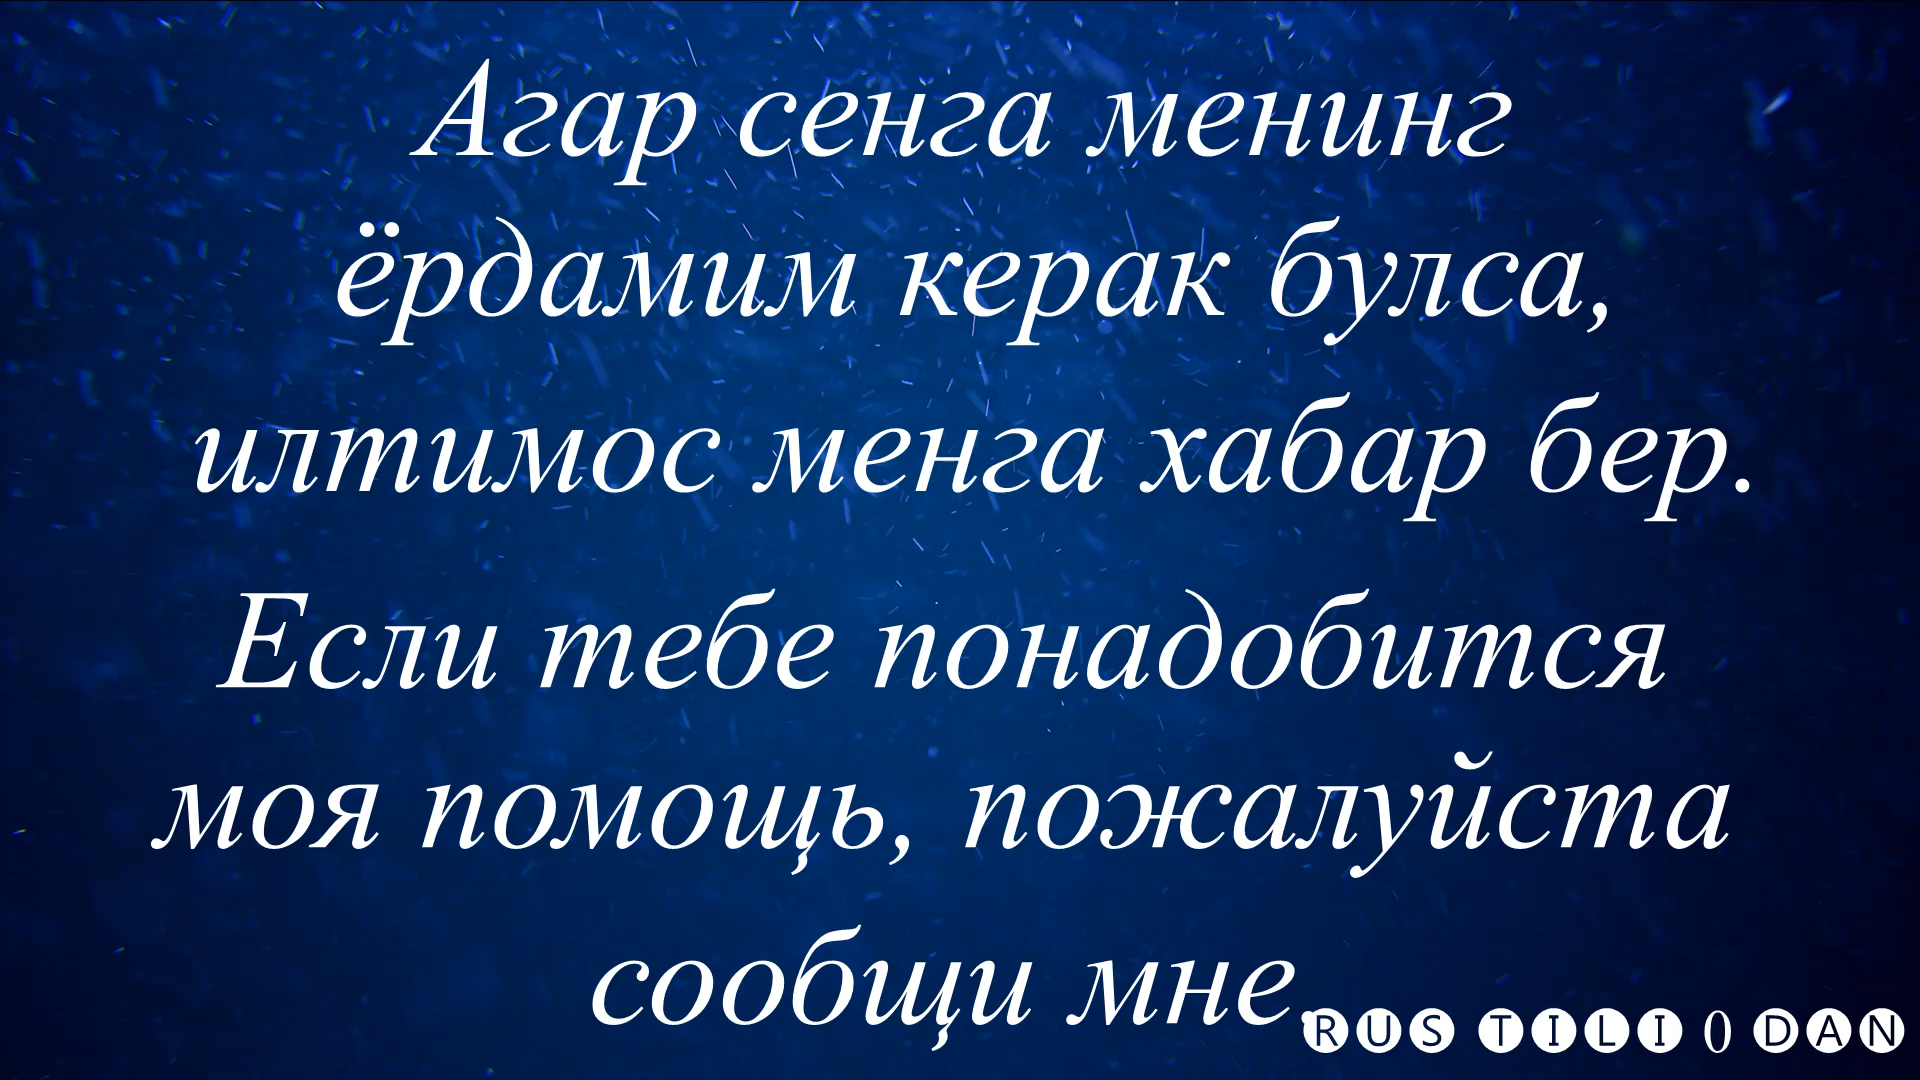 Агар сенга менинг
ёрдамим керак булса,
илтимос менга хабар бер.
Если тебе понадобится
моя помощь, пожалуйста
сообщи мне.
RUS TILI 0 DAN